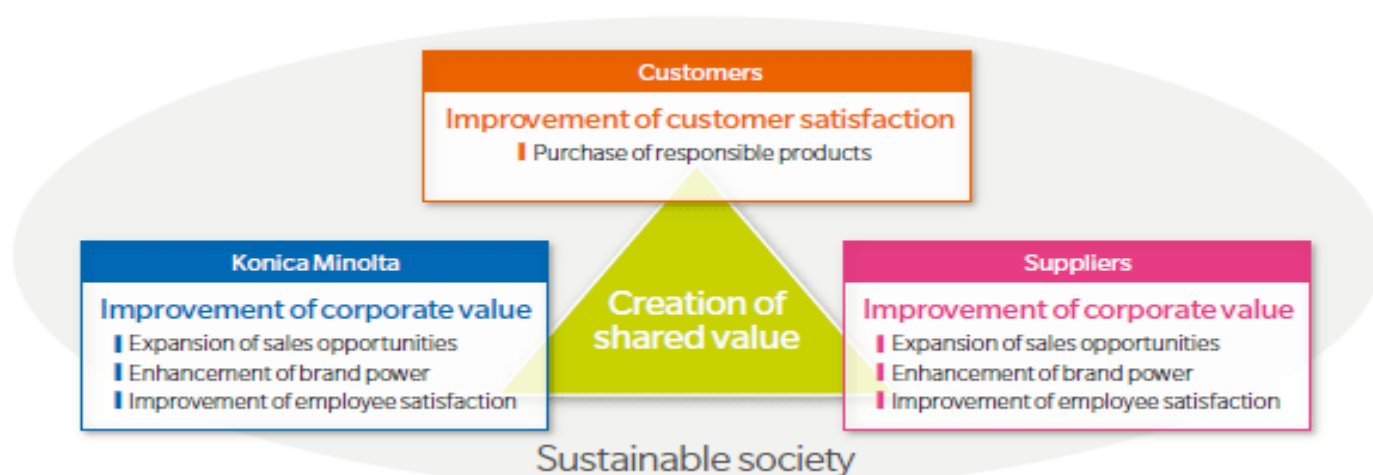 Customers
Improvement of customer satisfaction
Purchase of responsible products
Konica Minolta
Improvement of corporate value
Expansion of sales opportunities
Enhancement of brand power
Improvement of employee satisfaction
Creation of
shared value
Suppliers
Improvement of corporate value
Expansion of sales opportunities
Enhancement of brand power
Improvement of employee satisfaction
Sustainable society